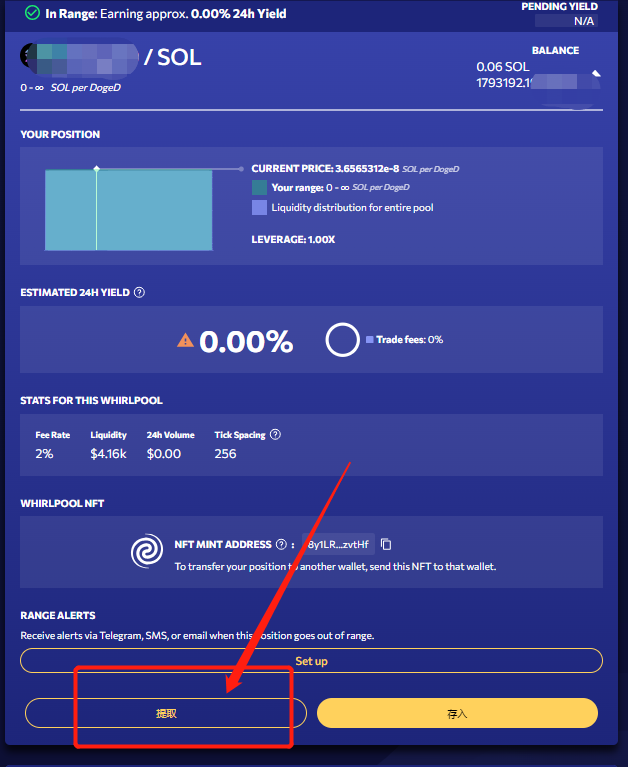 In Range: Earning approx. 0.00% 24h Yield
PENDING YIELD
N/A
/ SOL
0 - ∞ SOL per DogeD
BALANCE
0.06 SOL
1793192.1
YOUR POSITION
CURRENT PRICE: 3.6565312e-8 SOL per DogeD
Your range: 0 - ∞ SOL per DogeD
Liquidity distribution for entire pool
LEVERAGE: 1.00X
ESTIMATED 24H YIELD ?
0.00%
Trade fees: 0%
STATS FOR THIS WHIRLPOOL
Fee Rate Liquidity 24h Volume Tick Spacing ?
2% $4.16k $0.00 256
WHIRLPOOL NFT
NFT MINT ADDRESS ? : 8y1LR...zvtHf
To transfer your position to another wallet, send this NFT to that wallet.
RANGE ALERTS
Receive alerts via Telegram, SMS, or email when this position goes out of range.
Set up
提取
存入